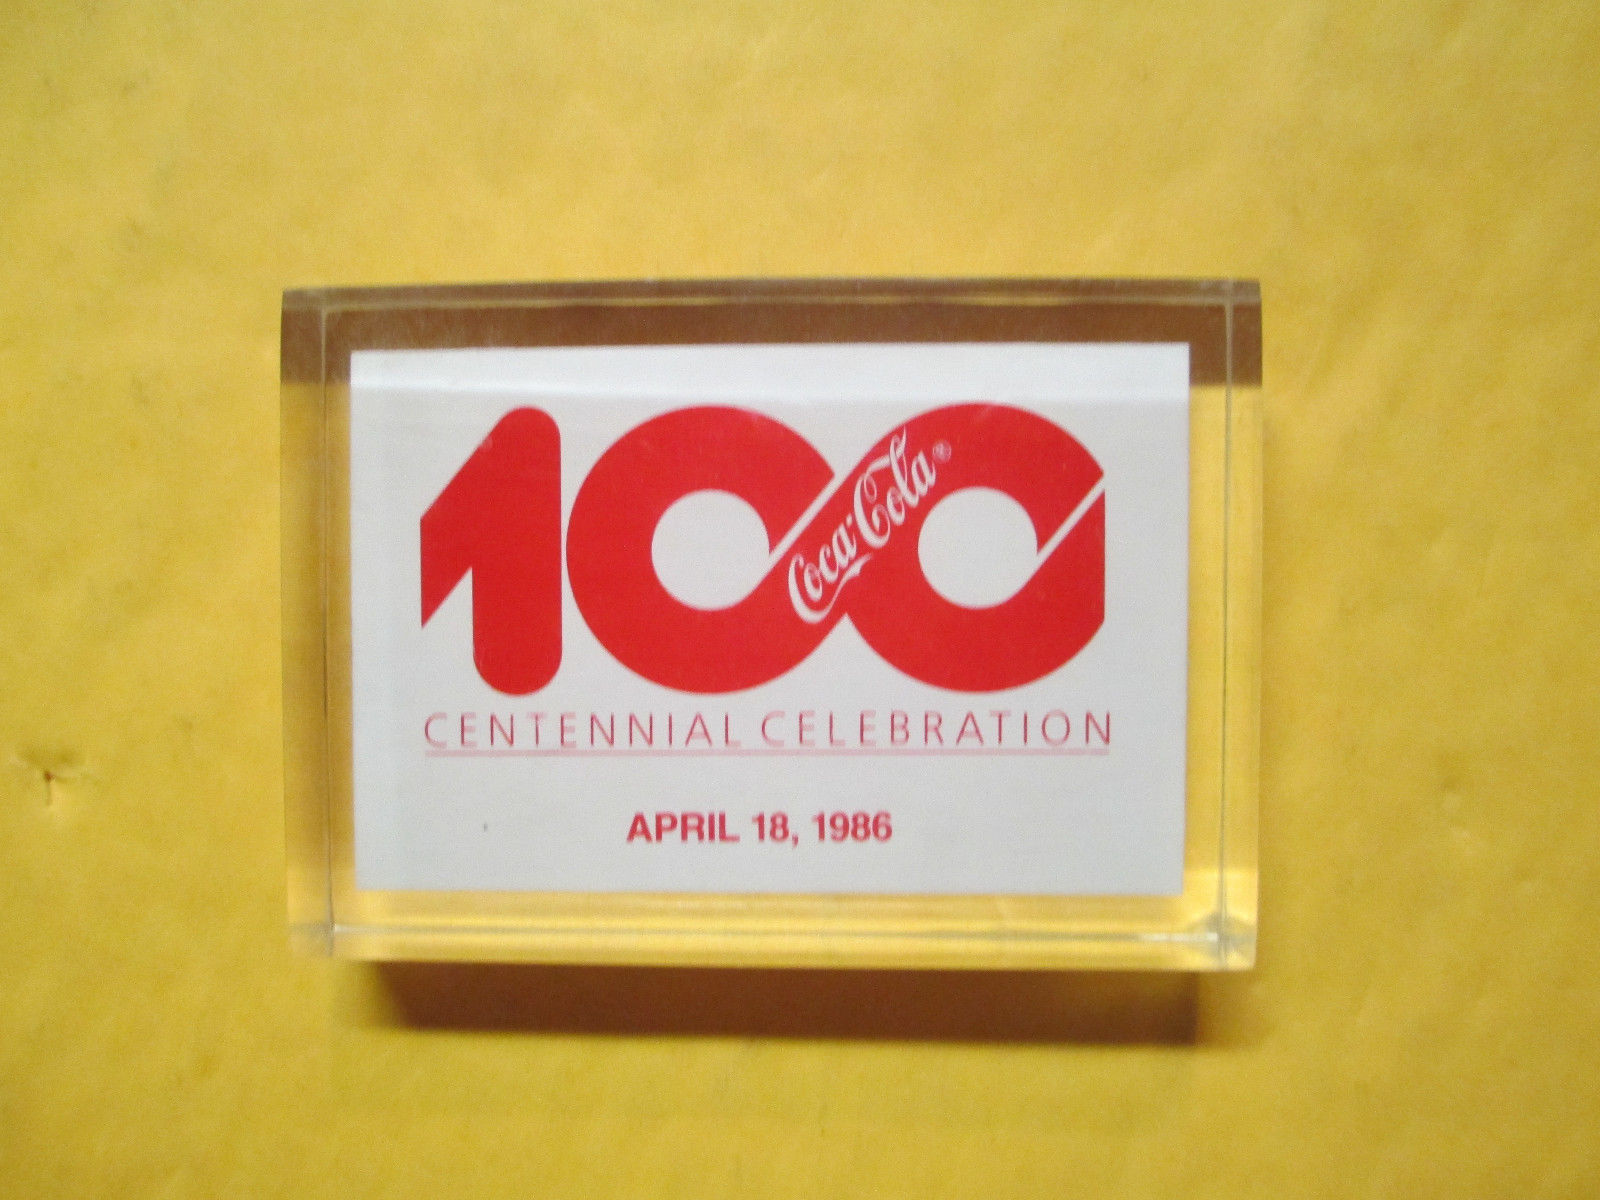 100
Coca-Cola®
CENTENNIAL CELEBRATION
APRIL 18, 1986